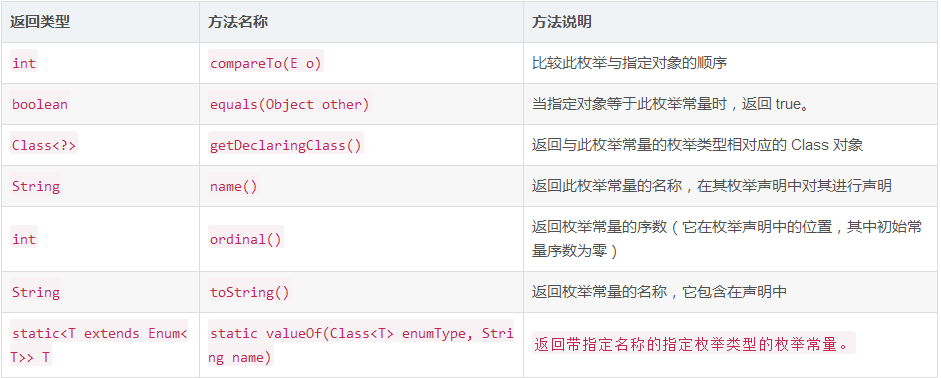 返回类型 方法名称 方法说明
int compareTo(E o) 比较此枚举与指定对象的顺序
boolean equals(Object other) 当指定对象等于此枚举常量时，返回 true。
Class<?> getDeclaringClass() 返回与此枚举常量的枚举类型相对应的 Class 对象
String name() 返回此枚举常量的名称，在其枚举声明中对其进行声明
int ordinal() 返回枚举常量的序数（它在枚举声明中的位置，其中初始常
量序数为零）
String toString() 返回枚举常量的名称，它包含在声明中
static<T extends Enum<
T>> T
static valueOf(Class<T> enumType, Stri
ng name)
返回带指定名称的指定枚举类型的枚举常量。